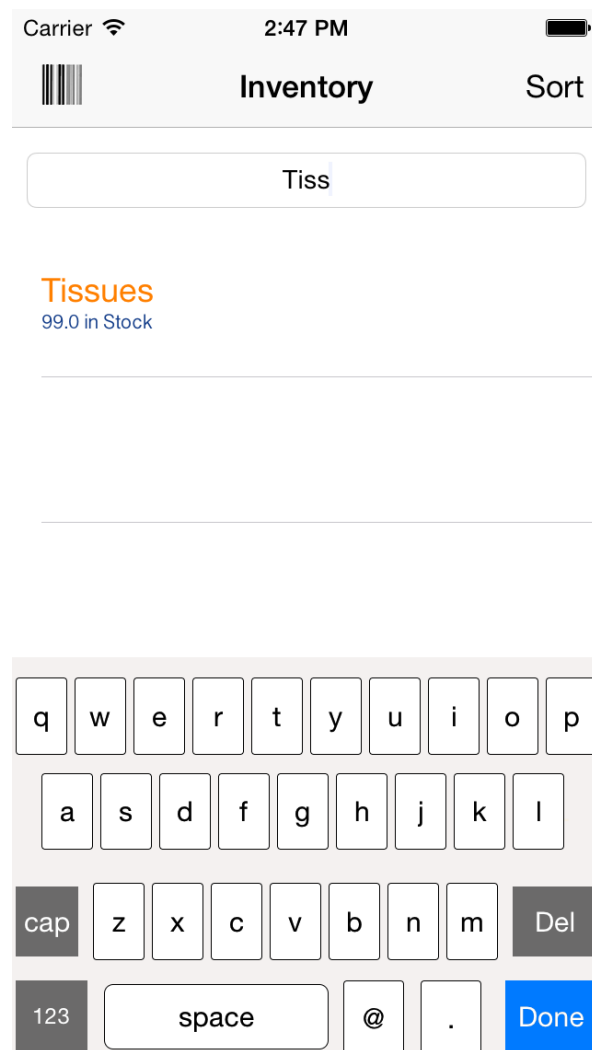 Carrier 2:47 PM
Inventory Sort
Tiss
Tissues
99.0 in Stock
q w e r t y u i o p
a s d f g h j k l
cap z x c v b n m Del
123 space @ . Done